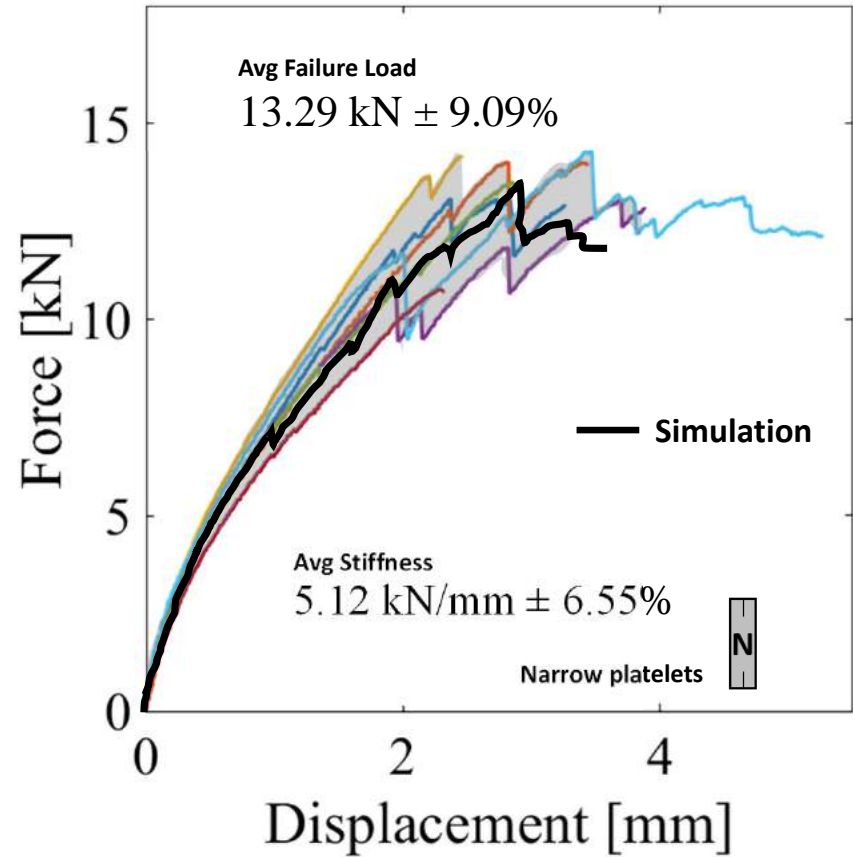 Avg Failure Load
13.29 kN ± 9.09%
15
10
5
0
Force [kN]
Simulation
Avg Stiffness
5.12 kN/mm ± 6.55%
N
Narrow platelets
0 2 4
Displacement [mm]